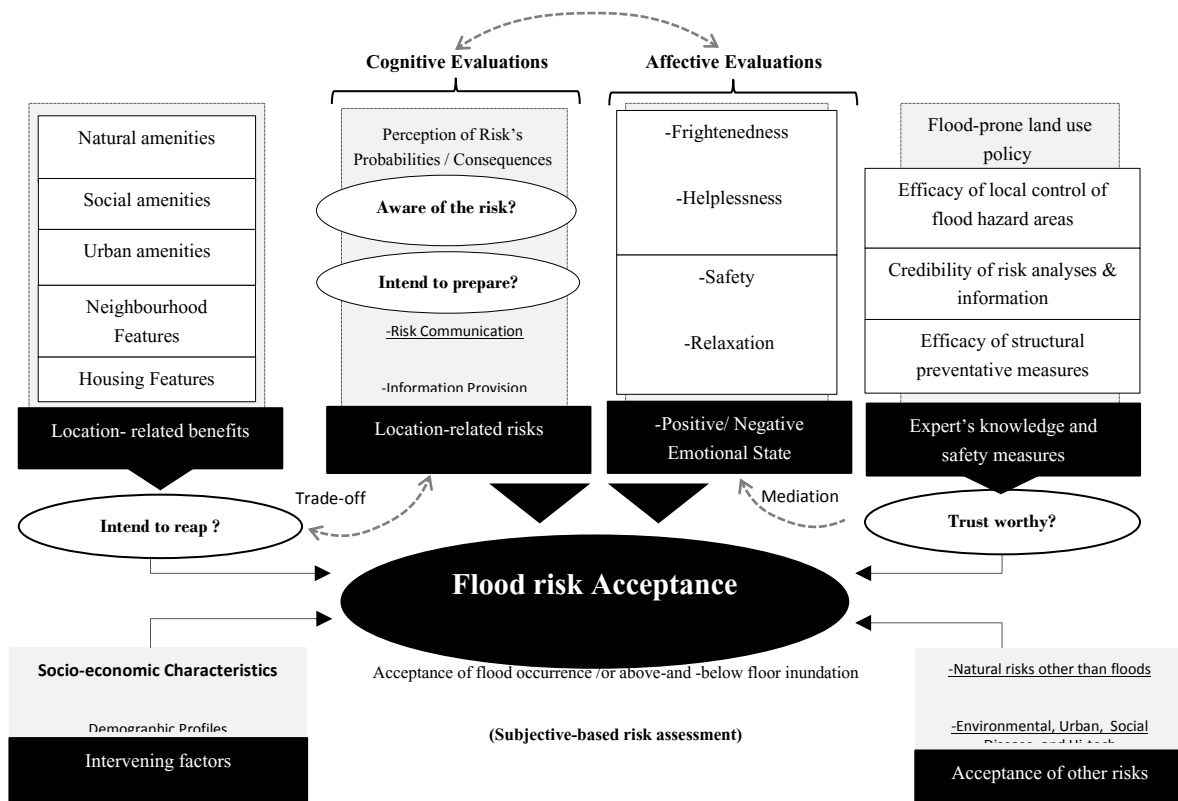 Cognitive Evaluations
Affective Evaluations
Natural amenities
Social amenities
Urban amenities
Neighbourhood
Features
Housing Features
Location- related benefits
Intend to reap ?
Perception of Risk's
Probabilities / Consequences
Aware of the risk?
Intend to prepare?
-Risk Communication
-Information Provision
Location-related risks
Trade-off
-Frightenedness
-Helplessness
-Safety
-Relaxation
-Positive/ Negative
Emotional State
Mediation
Flood-prone land use
policy
Efficacy of local control of
flood hazard areas
Credibility of risk analyses &
information
Efficacy of structural
preventative measures
Expert's knowledge and
safety measures
Trust worthy?
Flood risk Acceptance
Acceptance of flood occurrence /or above-and -below floor inundation
(Subjective-based risk assessment)
Socio-economic Characteristics
Demographic Profiles
Intervening factors
-Natural risks other than floods
-Environmental, Urban, Social
Disease, and Hi-tech
Acceptance of other risks